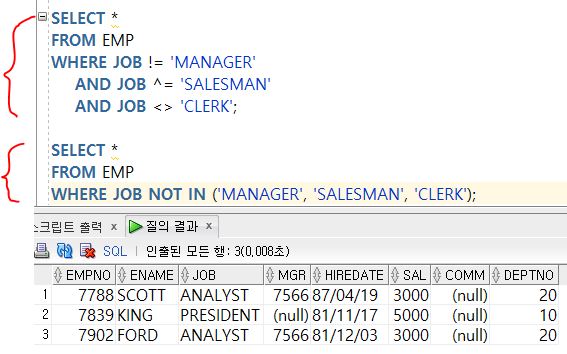 SELECT *
FROM EMP
WHERE JOB != 'MANAGER'
AND JOB ^= 'SALESMAN'
AND JOB <> 'CLERK';
SELECT *
FROM EMP
WHERE JOB NOT IN ('MANAGER', 'SALESMAN', 'CLERK');
스크립트 출력 x 질의 결과 x
SQL | 인출된 모든 행: 3(0,008초)
EMPNO ENAME JOB MGR HIREDATE SAL COMM DEPTNO
1 7788 SCOTT ANALYST 7566 87/04/19 3000 (null) 20
2 7839 KING PRESIDENT (null) 81/11/17 5000 (null) 10
3 7902 FORD ANALYST 7566 81/12/03 3000 (null) 20